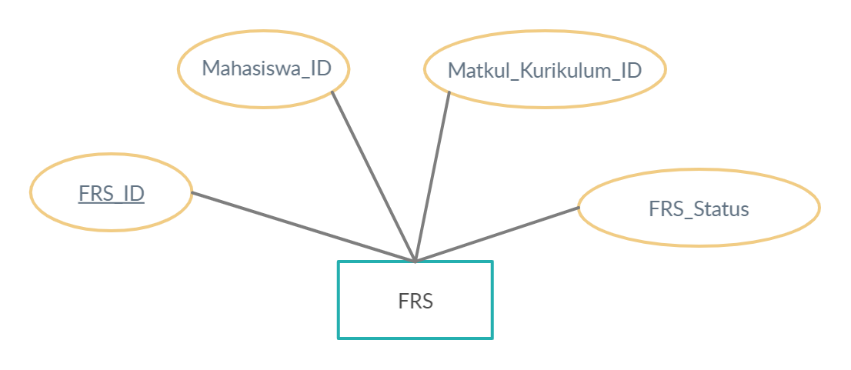 Mahasiswa_ID
Matkul_Kurikulum_ID
FRS_ID
FRS_Status
FRS